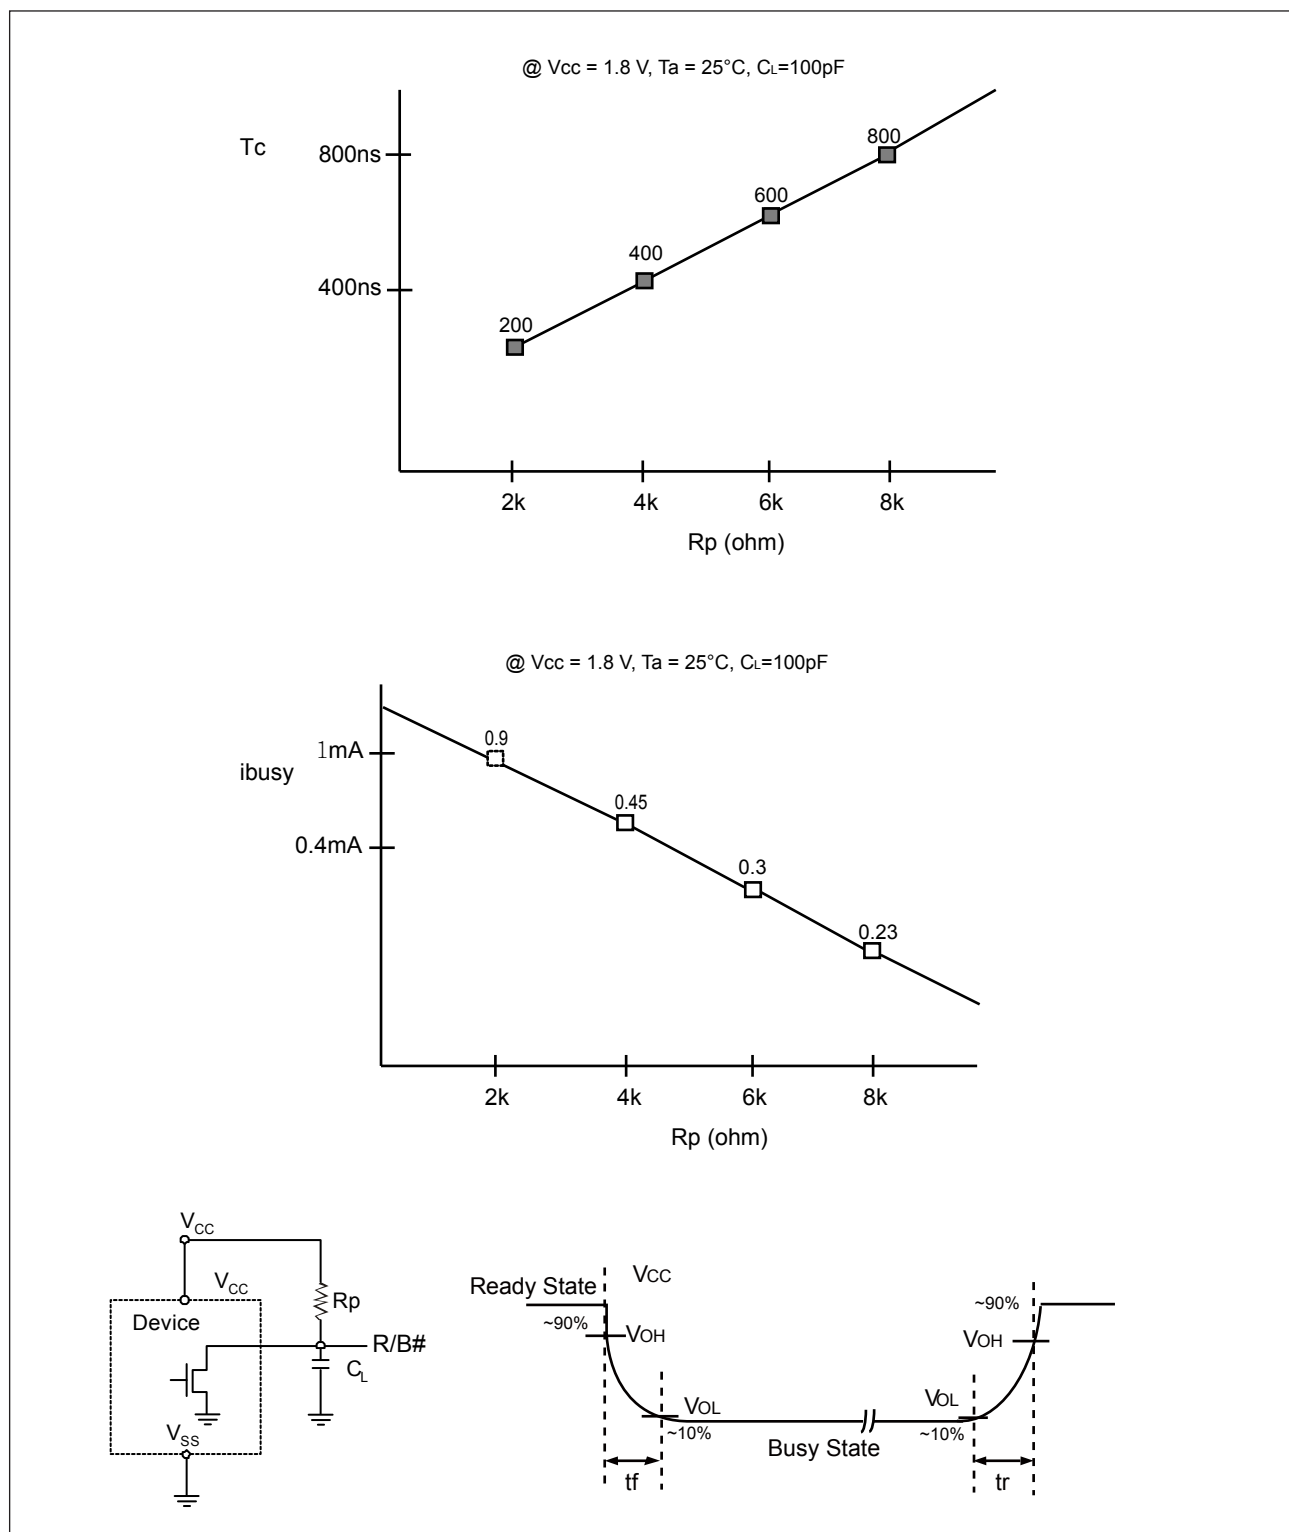 @ Vcc = 1.8 V, Ta = 25°C, CL=100pF
Tc
800ns
400ns
200
400
600
800
2k
4k
6k
8k
Rp (ohm)
@ Vcc = 1.8 V, Ta = 25°C, CL=100pF
ibusy
1mA
0.4mA
0.9
0.45
0.3
0.23
2k
4k
6k
8k
Rp (ohm)
VCC
VCC
Device
Rp
R/B#
CL
VSS
Ready State
VCC
~90%
VOH
VOL
~10%
Busy State
tf
~90%
VOH
VOL
~10%
tr